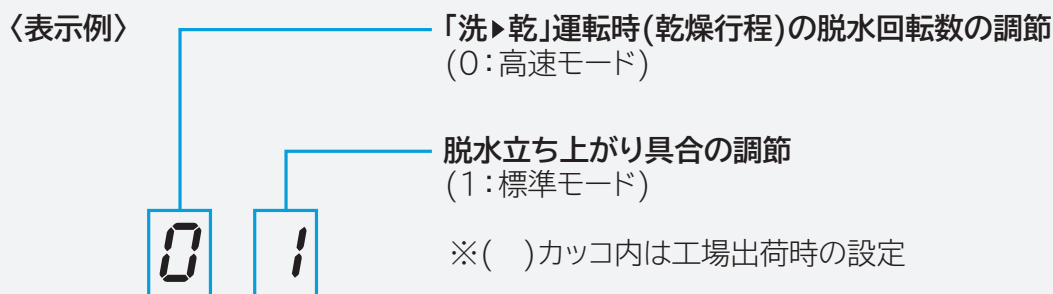 〈表示例〉
「洗▶乾」運転時(乾燥行程)の脱水回転数の調節
(0：高速モード)
脱水立ち上がり具合の調節
(1：標準モード)
※(　)カッコ内は工場出荷時の設定
0 1